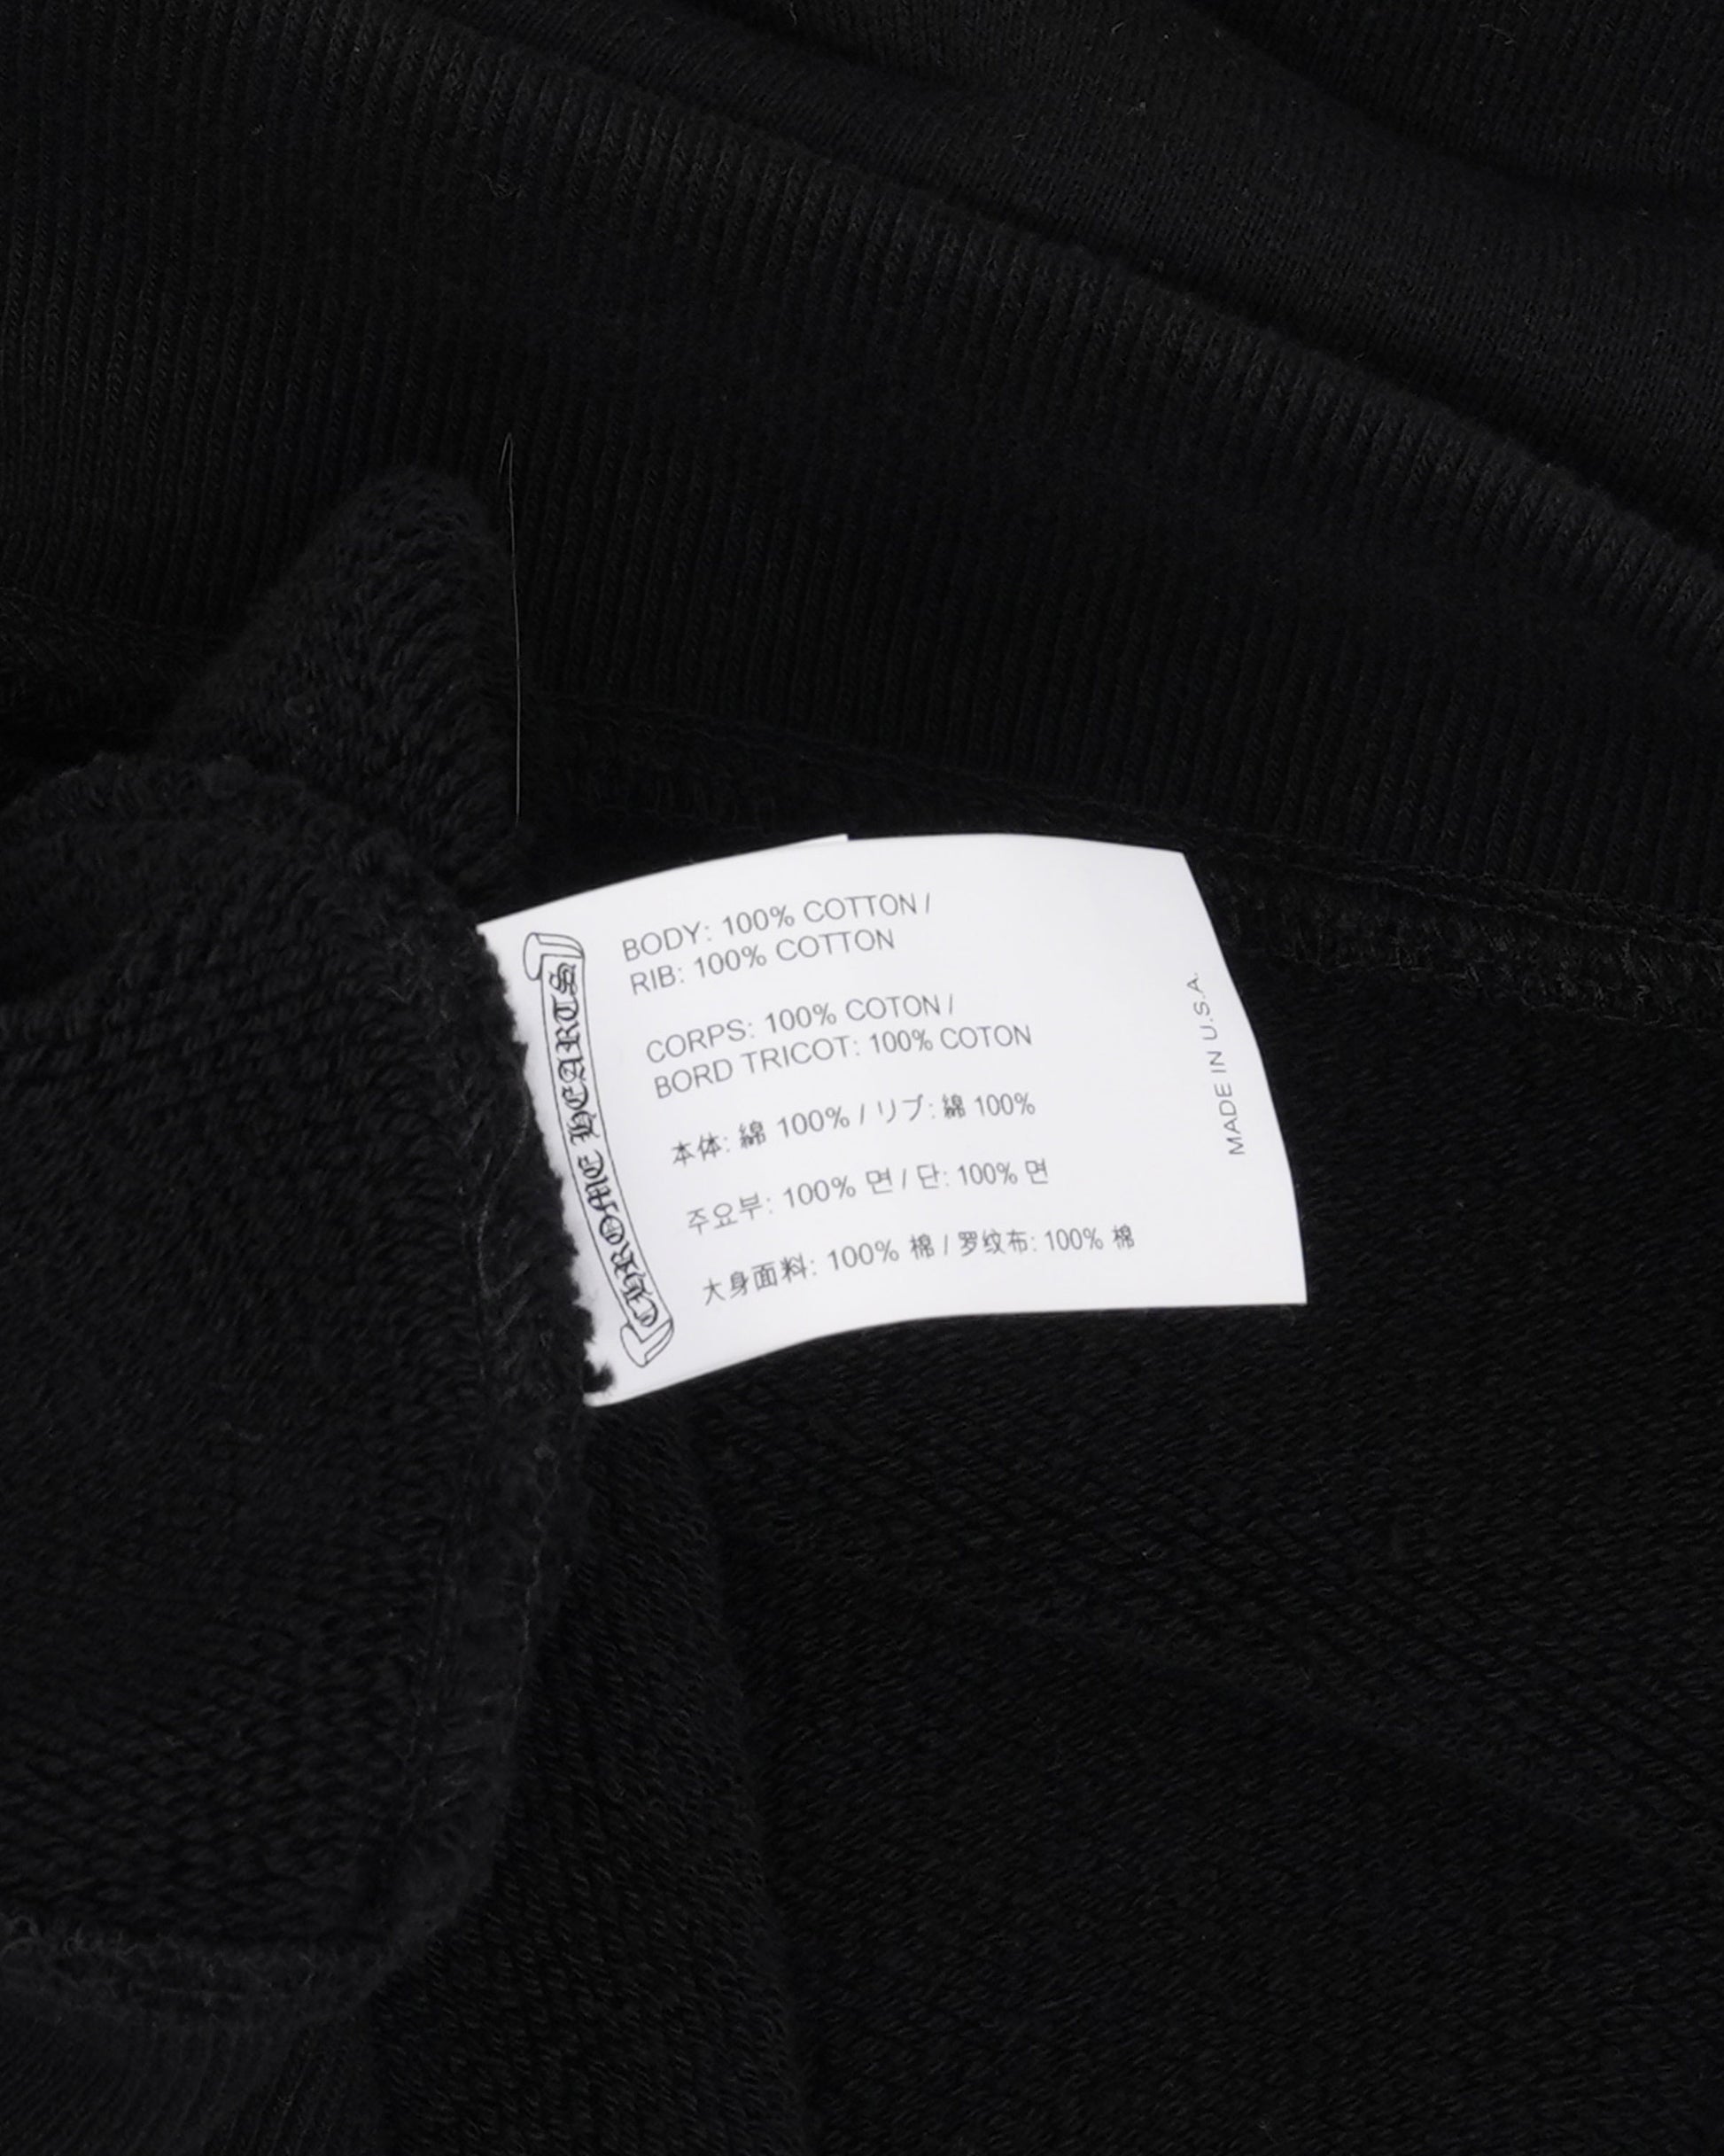 CHROME HEARTS
BODY: 100% COTTON /
RIB: 100% COTTON
CORPS: 100% COTON /
BORD TRICOT: 100% COTON
本体: 綿 100% / リブ: 綿 100%
주요부: 100% 면 / 단: 100% 면
大身面料: 100% 棉 / 罗纹布: 100% 棉
MADE IN U.S.A.